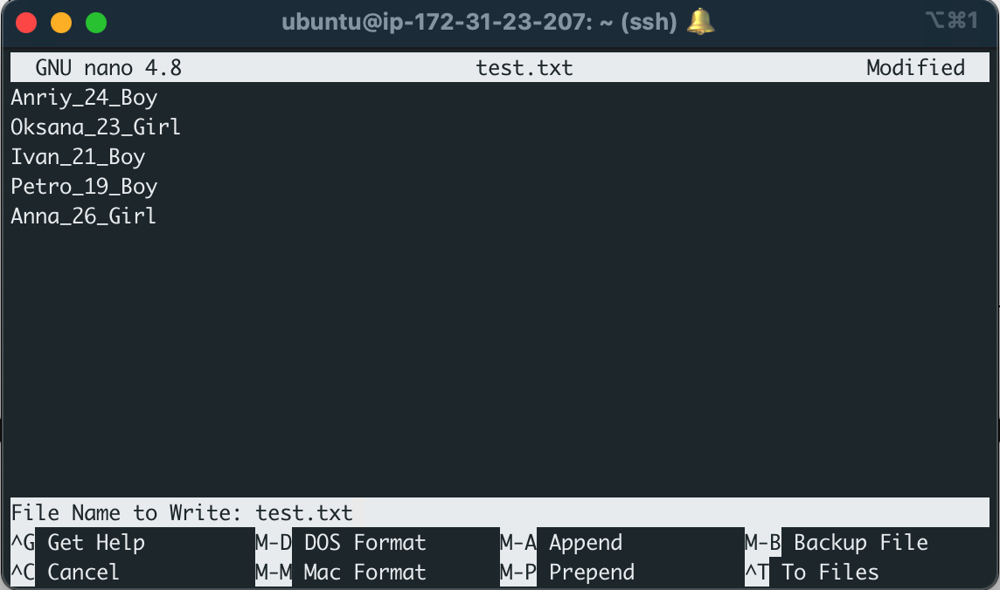 ubuntu@ip-172-31-23-207: ~ (ssh) 🔔 ⌥⌘1
GNU nano 4.8 test.txt Modified
Anriy_24_Boy
Oksana_23_Girl
Ivan_21_Boy
Petro_19_Boy
Anna_26_Girl
File Name to Write: test.txt
^G Get Help M-D DOS Format M-A Append M-B Backup File
^C Cancel M-M Mac Format M-P Prepend ^T To Files